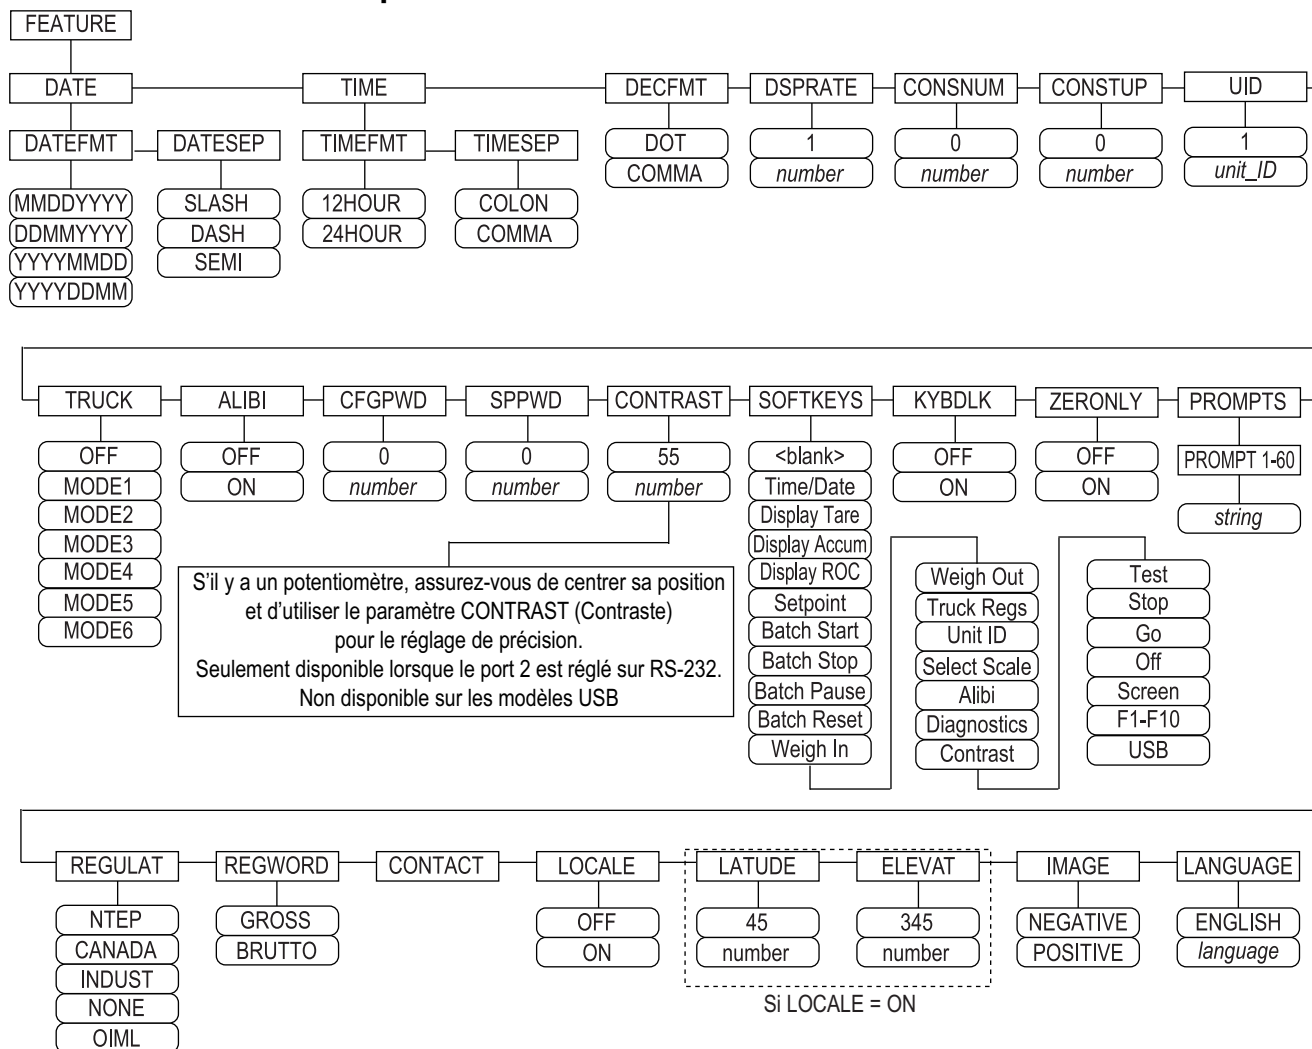 FEATURE
DATE TIME DECFMT DSPRATE CONSNUM CONSTUP UID
DATEFMT DATESEP TIMEFMT TIMESEP DOT 1 0 0 1
COMMA number number number unit_ID
MMDDYYYY SLASH 12HOUR COLON
DDMMYYYY DASH 24HOUR COMMA
YYYYMMDD SEMI
YYYYDDMM
TRUCK ALIBI CFGPWD SPPWD CONTRAST SOFTKEYS KYBDLK ZERONLY PROMPTS
OFF OFF 0 0 55 <blank> OFF OFF PROMPT 1-60
MODE1 ON number number number Time/Date ON ON
MODE2 Display Tare string
MODE3 Display Accum
MODE4 Display ROC
MODE5 Setpoint
MODE6 Batch Start
Batch Stop
Batch Pause
Batch Reset
Weigh In
Weigh Out
Truck Regs
Unit ID
Select Scale
Alibi
Diagnostics
Contrast
Test
Stop
Go
Off
Screen
F1-F10
USB
S'il y a un potentiomètre, assurez-vous de centrer sa position
et d'utiliser le paramètre CONTRAST (Contraste)
pour le réglage de précision.
Seulement disponible lorsque le port 2 est réglé sur RS-232.
Non disponible sur les modèles USB
REGULAT REGWORD CONTACT LOCALE LATUDE ELEVAT IMAGE LANGUAGE
NTEP GROSS OFF 45 345 NEGATIVE ENGLISH
CANADA BRUTTO ON number number POSITIVE language
INDUST
NONE
OIML
Si LOCALE = ON